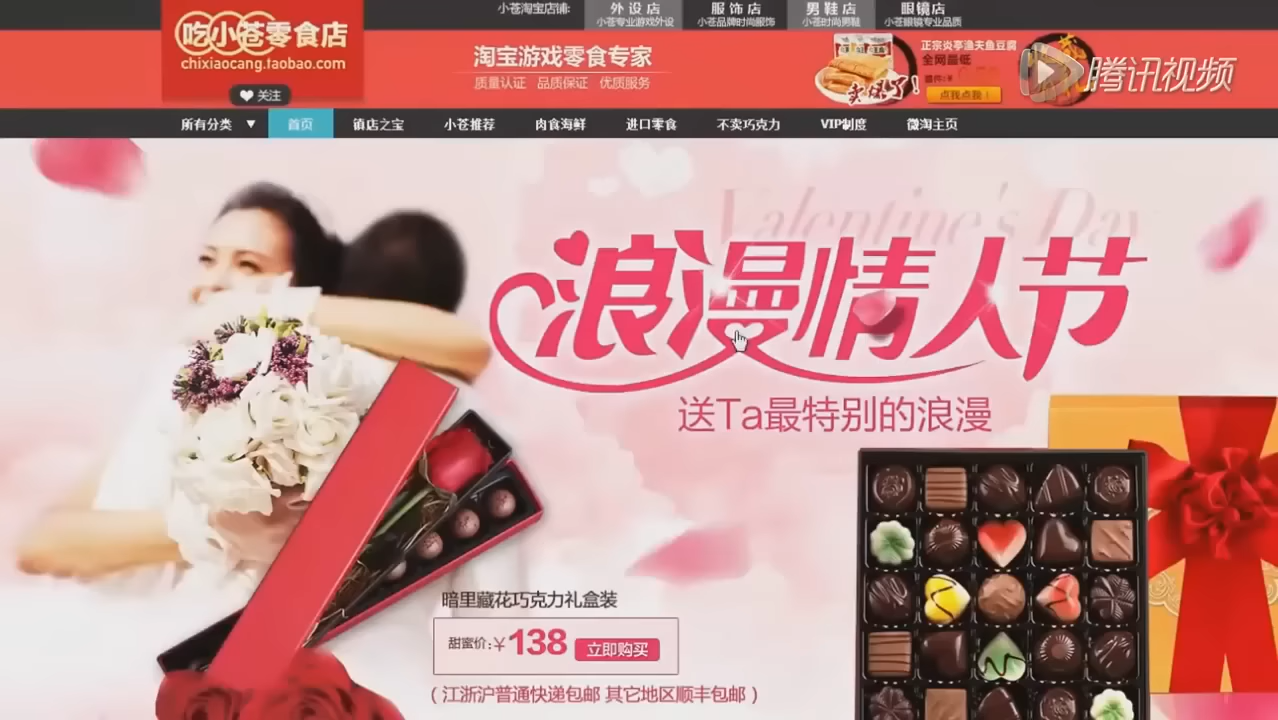 小苍淘宝店铺:
外设店
小苍专业游戏外设
服饰店
小苍品牌时尚服饰
男鞋店
小苍时尚男鞋
眼镜店
小苍眼镜专业品质
吃小苍零食店
chixiaocang.taobao.com
关注
淘宝游戏零食专家
质量认证 品质保证 优质服务
卖爆了!
正宗炎亭渔夫鱼豆腐
全网最低
点我点我!
腾讯视频
所有分类
首页
镇店之宝
小苍推荐
肉食海鲜
进口零食
不卖巧克力
VIP制度
微淘主页
Valentine's Day
浪漫情人节
送Ta最特别的浪漫
暗里藏花巧克力礼盒装
甜蜜价:¥138 立即购买
(江浙沪普通快递包邮 其它地区顺丰包邮)